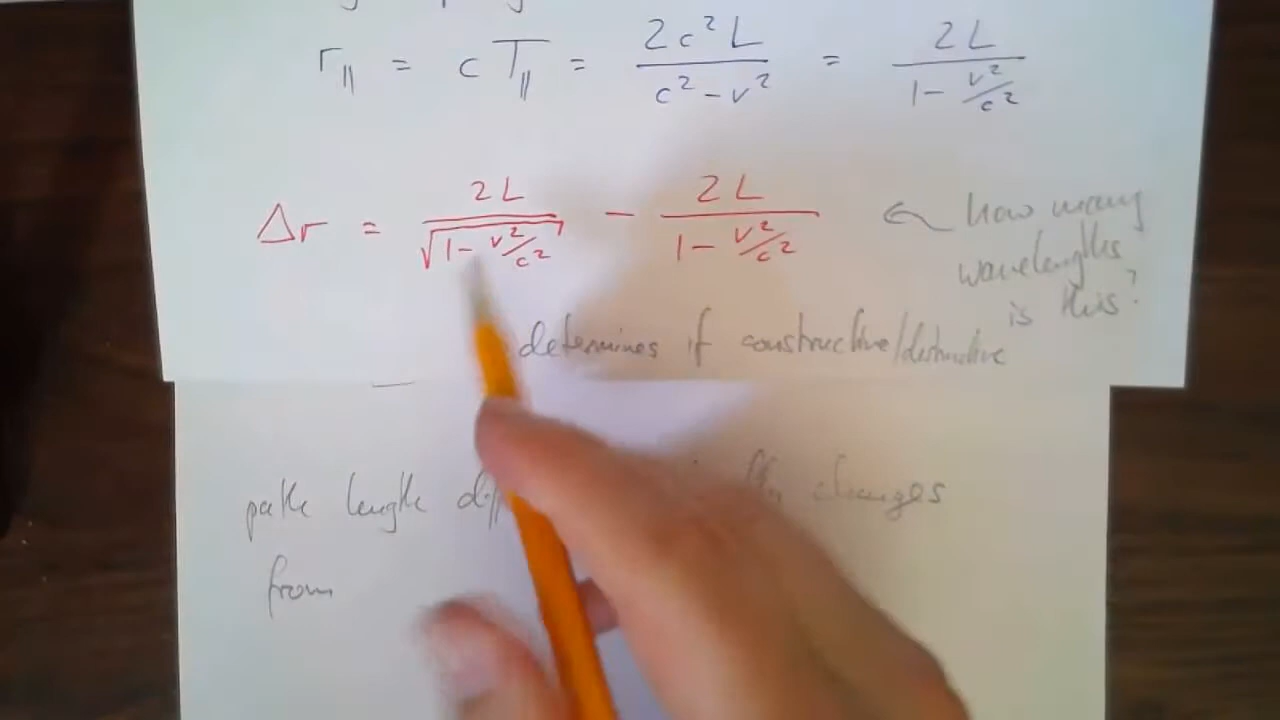 r∥ = c T∥ = 2c²L / (c² - v²) = 2L / (1 - v²/c²)
Δr = 2L / √(1 - v²/c²) - 2L / (1 - v²/c²) ← how many
wavelengths
is this?
determines if constructive/destructive
path length changes
from